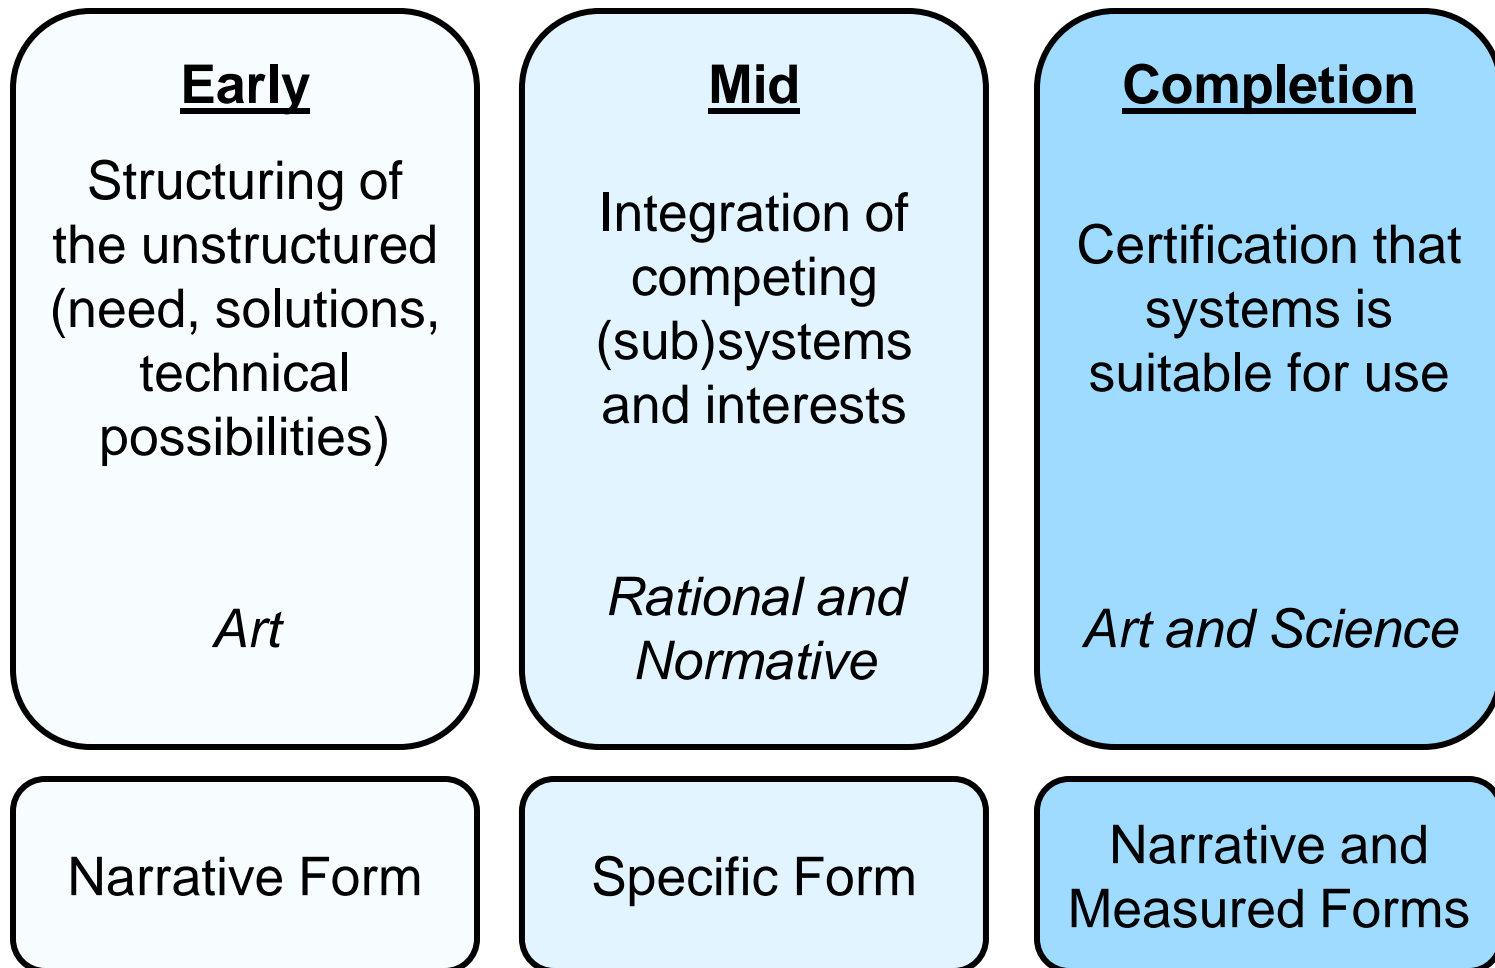 Early
Structuring of
the unstructured
(need, solutions,
technical
possibilities)
Art
Mid
Integration of
competing
(sub)systems
and interests
Rational and
Normative
Completion
Certification that
systems is
suitable for use
Art and Science
Narrative Form
Specific Form
Narrative and
Measured Forms